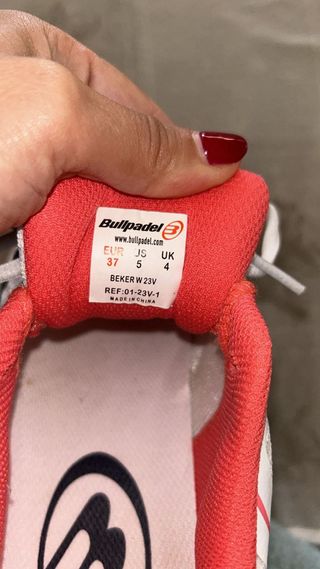 Bullpadel
www.bullpadel.com
EUR US UK
37 5 4
BEKER W 23V
REF:01-23V-1
MADE IN CHINA